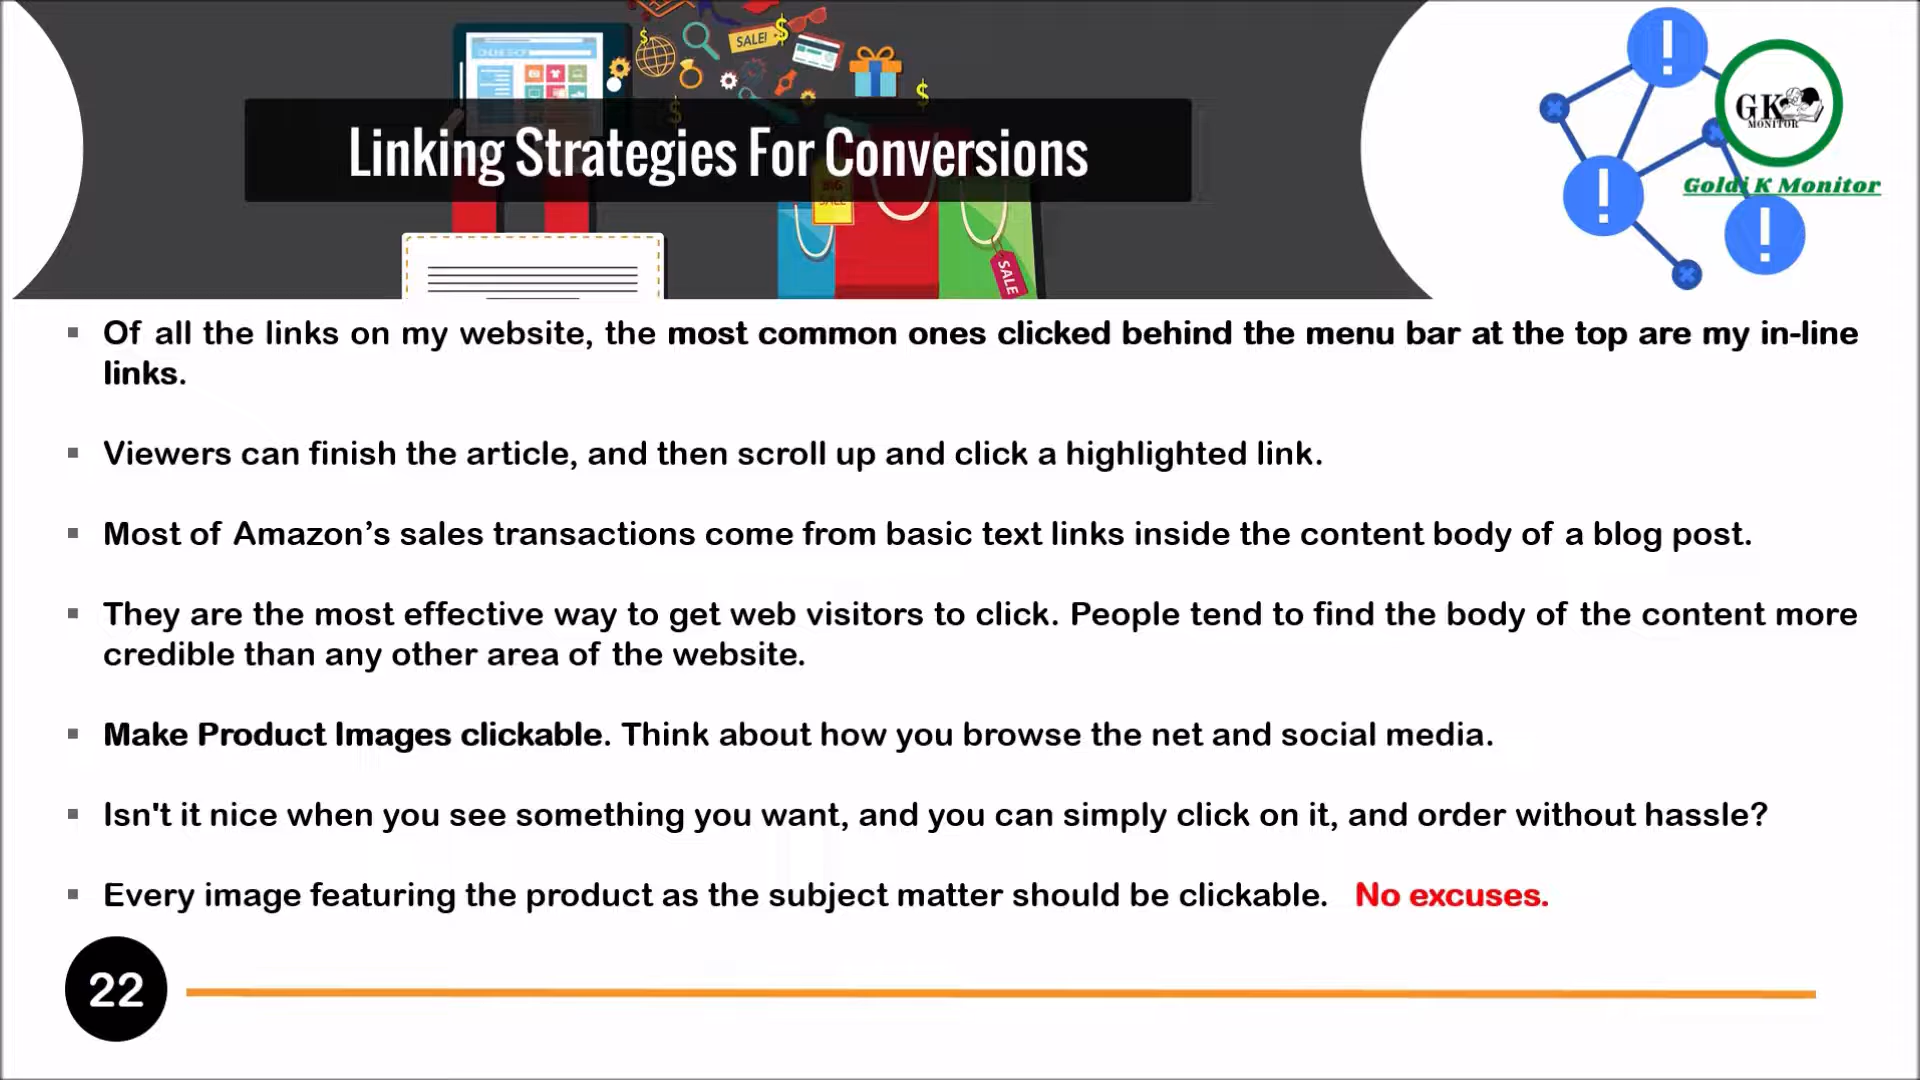 ONLINE SHOP
SALE!
GK
MONITOR
Linking Strategies For Conversions
Goldi K Monitor
BIG
SALE
SALE
Of all the links on my website, the most common ones clicked behind the menu bar at the top are my in-line
links.
Viewers can finish the article, and then scroll up and click a highlighted link.
Most of Amazon’s sales transactions come from basic text links inside the content body of a blog post.
They are the most effective way to get web visitors to click. People tend to find the body of the content more
credible than any other area of the website.
Make Product Images clickable. Think about how you browse the net and social media.
Isn't it nice when you see something you want, and you can simply click on it, and order without hassle?
Every image featuring the product as the subject matter should be clickable. No excuses.
22